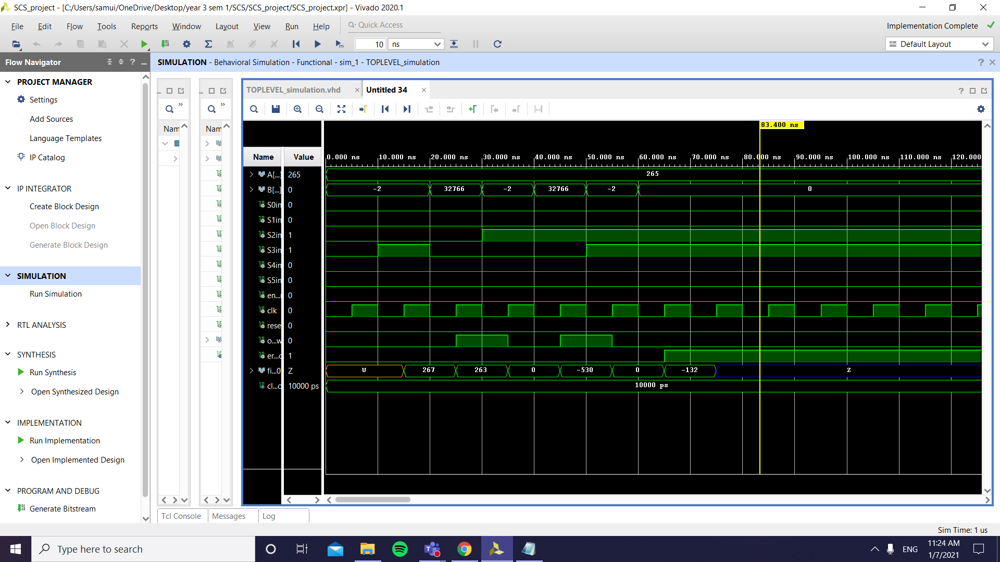 SCS_project - [C:/Users/samui/OneDrive/Desktop/year 3 sem 1/SCS/SCS_project/SCS_project.xpr] - Vivado 2020.1
File Edit Flow Tools Reports Window Layout View Run Help Quick Access
Implementation Complete
10 ns
Default Layout
Flow Navigator
SIMULATION - Behavioral Simulation - Functional - sim_1 - TOPLEVEL_simulation
PROJECT MANAGER
Settings
Add Sources
Language Templates
IP Catalog
IP INTEGRATOR
Create Block Design
Open Block Design
Generate Block Design
SIMULATION
Run Simulation
RTL ANALYSIS
SYNTHESIS
Run Synthesis
Open Synthesized Design
IMPLEMENTATION
Run Implementation
Open Implemented Design
PROGRAM AND DEBUG
Generate Bitstream
Nam
Nam
TOPLEVEL_simulation.vhd
Untitled 34
83.400 ns
Name Value
0.000 ns 10.000 ns 20.000 ns 30.000 ns 40.000 ns 50.000 ns 60.000 ns 70.000 ns 80.000 ns 90.000 ns 100.000 ns 110.000 ns 120.000
A[...] 265 265
B[...] 0 -2 32766 -2 32766 -2 0
S0in 0
S1in 0
S2in 1
S3in 1
S4in 0
S5in 0
en... 0
clk 0
rese 0
o...w 0
er...o 1
fi...0 Z U 267 263 0 -530 0 -132 Z
cl...o 10000 ps 10000 ps
Tcl Console Messages Log
Sim Time: 1 us
Type here to search
ENG
11:24 AM
1/7/2021